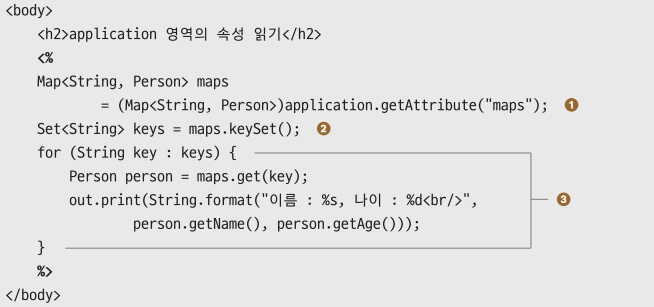 <body>
    <h2>application 영역의 속성 읽기</h2>
    <%
    Map<String, Person> maps
            = (Map<String, Person>)application.getAttribute("maps"); ❶
    Set<String> keys = maps.keySet(); ❷
    for (String key : keys) {
        Person person = maps.get(key);
        out.print(String.format("이름 : %s, 나이 : %d<br/>", ❸
                person.getName(), person.getAge()));
    }
    %>
</body>